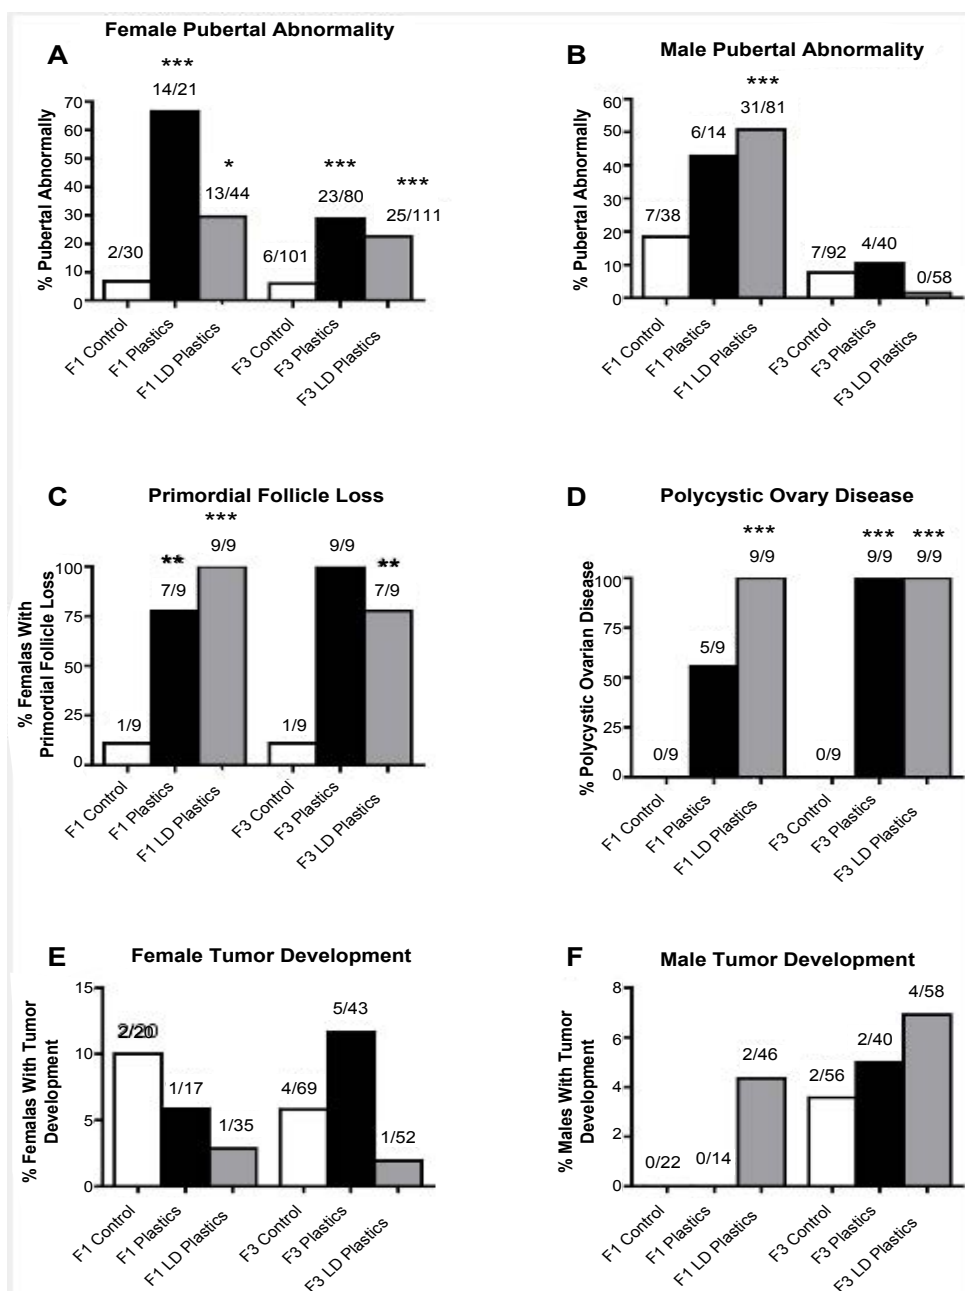 Female Pubertal Abnormality
A
***
14/21
% Pubertal Abnormally
70
60
50
40
30
20
10
0
2/30
*
13/44
6/101
***
23/80
***
25/111
F1 Control
F1 Plastics
F1 LD Plastics
F3 Control
F3 Plastics
F3 LD Plastics
Male Pubertal Abnormality
B
***
31/81
% Pubertal Abnormally
60
50
40
30
20
10
0
7/38
6/14
7/92
4/40
0/58
F1 Control
F1 Plastics
F1 LD Plastics
F3 Control
F3 Plastics
F3 LD Plastics
C
Primordial Follicle Loss
***
9/9
**
7/9
9/9
**
7/9
% Femalas With
Primordial Follicle Loss
100
75
50
25
0
1/9
1/9
F1 Control
F1 Plastics
F1 LD Plastics
F3 Control
F3 Plastics
F3 LD Plastics
D
Polycystic Ovary Disease
***
9/9
***
9/9
***
9/9
% Polycystic Ovarian Disease
100
75
50
25
0
0/9
5/9
0/9
F1 Control
F1 Plastics
F1 LD Plastics
F3 Control
F3 Plastics
F3 LD Plastics
E
Female Tumor Development
% Femalas With Tumor
Development
15
10
5
0
2/20
1/17
1/35
4/69
5/43
1/52
F1 Control
F1 Plastics
F1 LD Plastics
F3 Control
F3 Plastics
F3 LD Plastics
F
Male Tumor Development
% Males With Tumor
Development
8
6
4
2
0
0/22
0/14
2/46
2/56
2/40
4/58
F1 Control
F1 Plastics
F1 LD Plastics
F3 Control
F3 Plastics
F3 LD Plastics